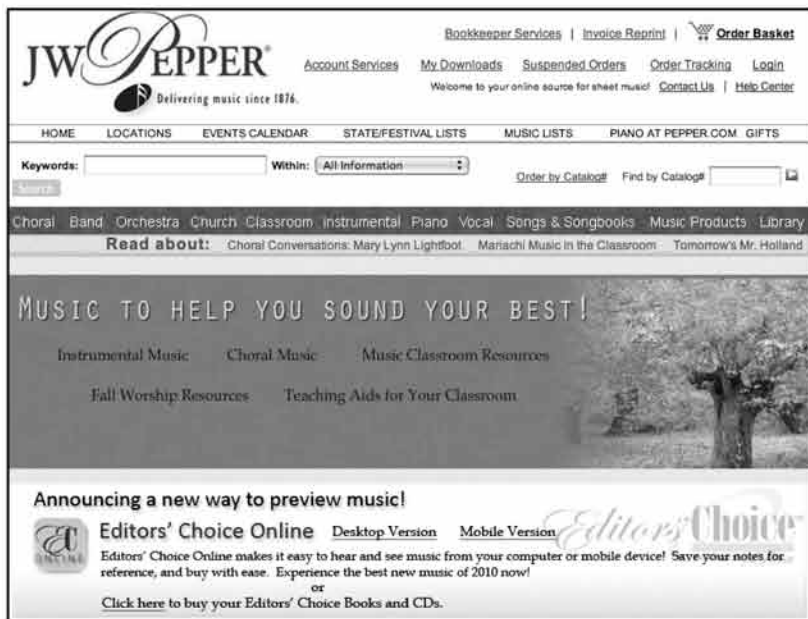 Bookkeeper Services | Invoice Reprint | Order Basket
JW PEPPER®
Account Services My Downloads Suspended Orders Order Tracking Login
Delivering music since 1876.
Welcome to your online source for sheet music! Contact Us | Help Center
HOME LOCATIONS EVENTS CALENDAR STATE/FESTIVAL LISTS MUSIC LISTS PIANO AT PEPPER.COM GIFTS
Keywords: Within: All Information
Order by Catalog# Find by Catalog#
Search
Choral Band Orchestra Church Classroom Instrumental Piano Vocal Songs & Songbooks Music Products Library
Read about: Choral Conversations: Mary Lynn Lightfoot Mariachi Music in the Classroom Tomorrow's Mr. Holland
MUSIC TO HELP YOU SOUND YOUR BEST!
Instrumental Music Choral Music Music Classroom Resources
Fall Worship Resources Teaching Aids for Your Classroom
Announcing a new way to preview music!
EC ONLINE
Editors' Choice Online Desktop Version Mobile Version Editors' Choice
Editors' Choice Online makes it easy to hear and see music from your computer or mobile device! Save your notes for
reference, and buy with ease. Experience the best new music of 2010 now!
or
Click here to buy your Editors' Choice Books and CDs.